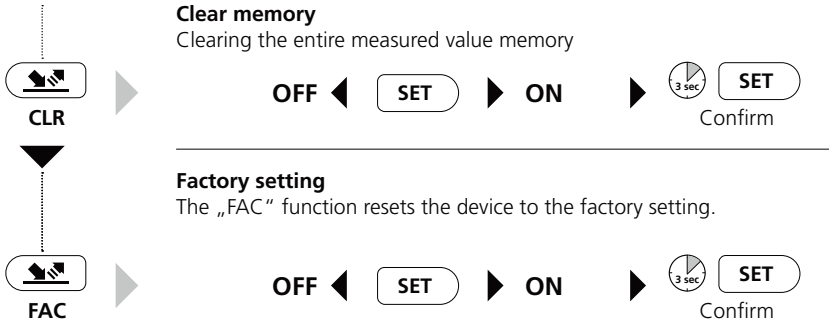 Clear memory
Clearing the entire measured value memory
CLR
OFF SET ON 3 sec SET
Confirm
Factory setting
The „FAC“ function resets the device to the factory setting.
FAC
OFF SET ON 3 sec SET
Confirm